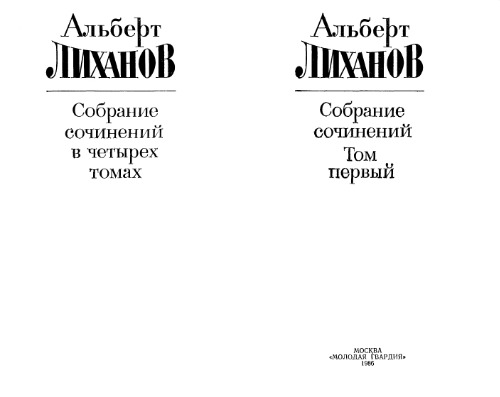 Альберт
ЛИХАНОВ
Собрание
сочинений
в четырех
томах
Альберт
ЛИХАНОВ
Собрание
сочинений
Том
первый
МОСКВА
«МОЛОДАЯ ГВАРДИЯ»
1986